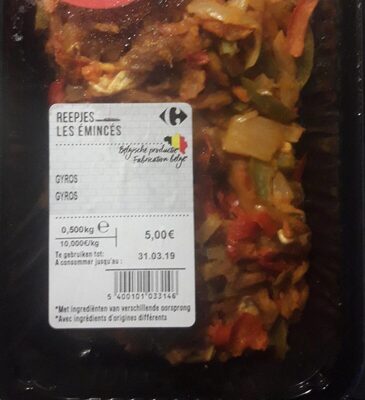 REEPJES
LES ÉMINCÉS
Belgische productie
Fabrication belge
GYROS
GYROS
0,500kg e 5,00€
10,000€/kg
Te gebruiken tot: 31.03.19
A consommer jusqu'au:
5 400101 033146
*Met ingrediënten van verschillende oorsprong
*Avec ingrédients d'origines différents